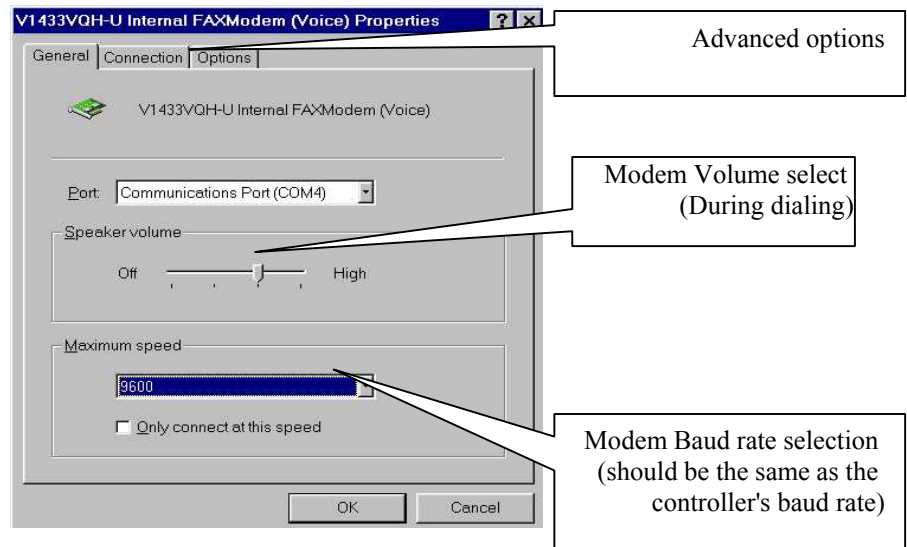 V1433VQH-U Internal FAXModem (Voice) Properties
General Connection Options
V1433VQH-U Internal FAXModem (Voice)
Port: Communications Port (COM4)
Speaker volume
Off High
Maximum speed
9600
Only connect at this speed
OK Cancel
Advanced options
Modem Volume select
(During dialing)
Modem Baud rate selection
(should be the same as the
controller's baud rate)